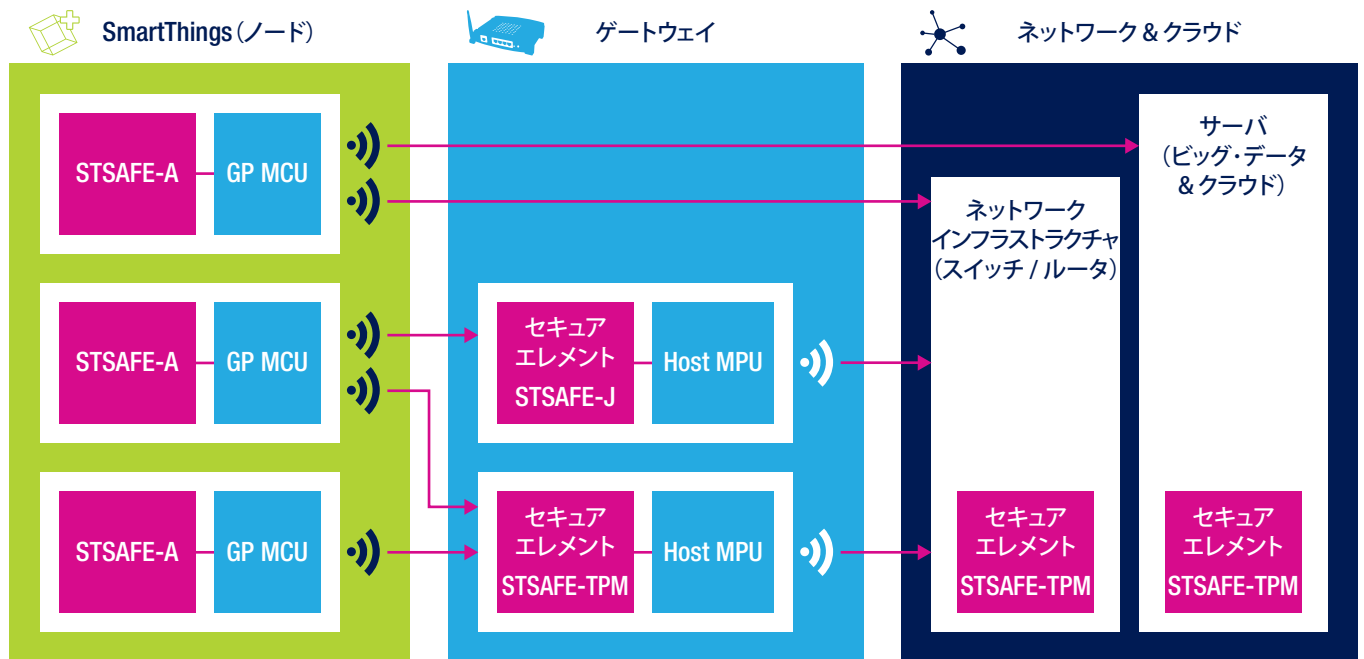 SmartThings（ノード）
ゲートウェイ
ネットワーク & クラウド
STSAFE-A
GP MCU
STSAFE-A
GP MCU
STSAFE-A
GP MCU
セキュア
エレメント
STSAFE-J
Host MPU
セキュア
エレメント
STSAFE-TPM
Host MPU
ネットワーク
インフラストラクチャ
（スイッチ / ルータ）
セキュア
エレメント
STSAFE-TPM
サーバ
（ビッグ・データ
& クラウド）
セキュア
エレメント
STSAFE-TPM